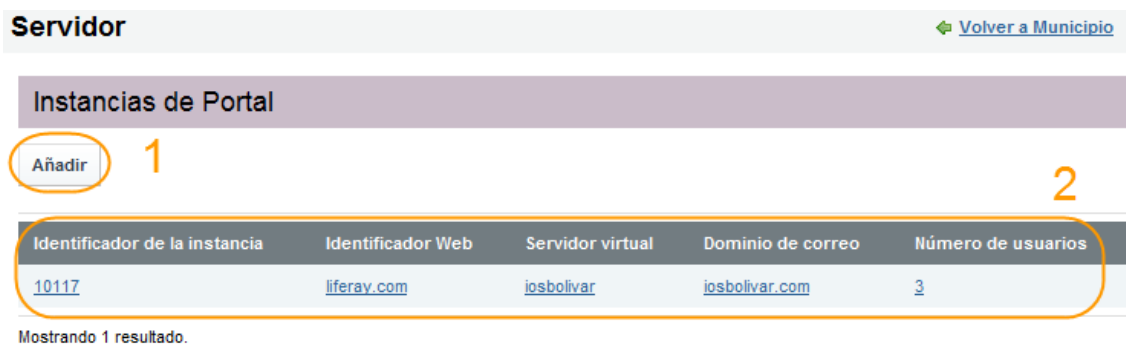 Servidor
Volver a Municipio
Instancias de Portal
Añadir
1
2
Identificador de la instancia Identificador Web Servidor virtual Dominio de correo Número de usuarios
10117 liferay.com iosbolivar iosbolivar.com 3
Mostrando 1 resultado.